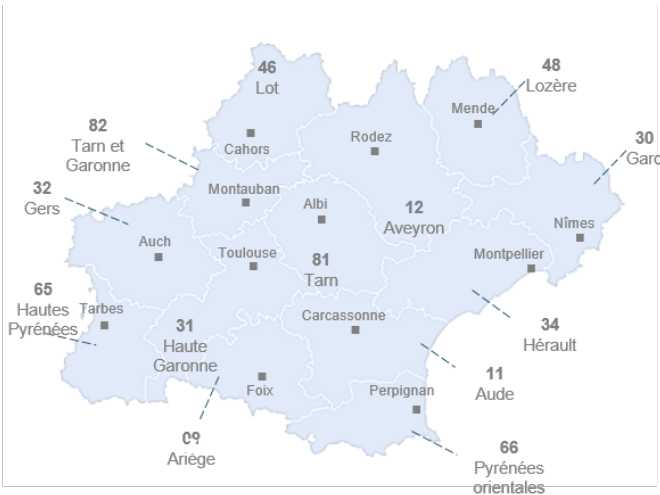 46
Lot
48
Lozère
Mende
82
Tarn et
Garonne
Cahors
Rodez
30
Garc
32
Gers
Montauban
Albi
12
Aveyron
Nîmes
Auch
Toulouse
81
Tarn
Montpellier
65
Hautes
Pyrénées
Tarbes
31
Haute
Garonne
Carcassonne
34
Hérault
11
Aude
Foix
Perpignan
09
Ariège
66
Pyrénées
orientales